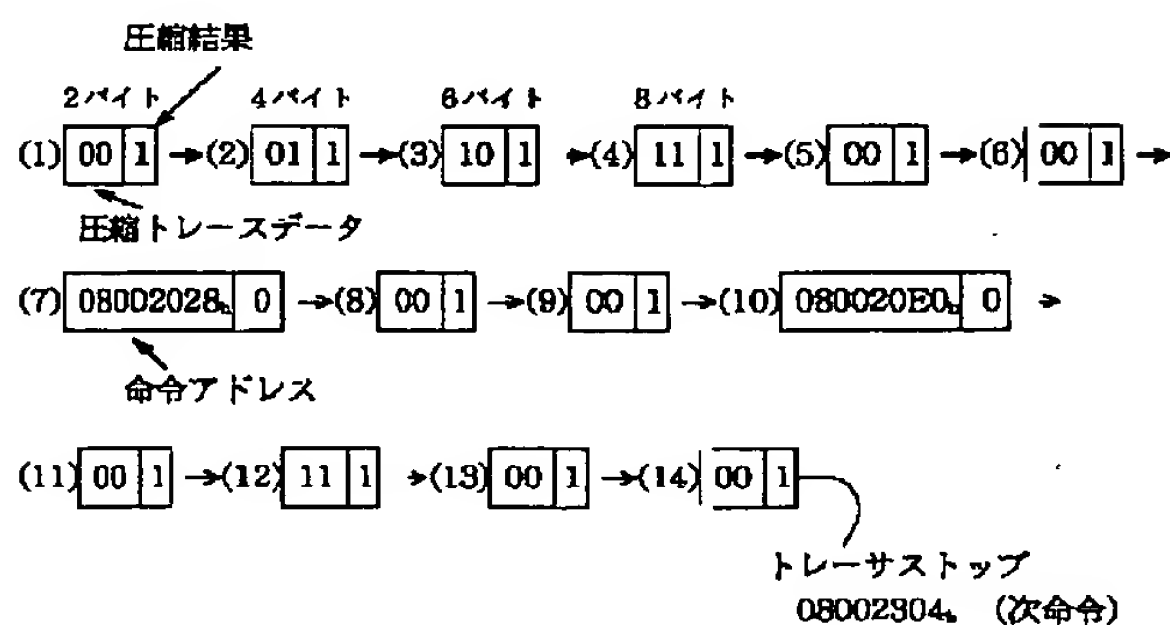 圧縮結果
2バイト 4バイト 6バイト 8バイト
(1) 00 1 →(2) 01 1 →(3) 10 1 →(4) 11 1 →(5) 00 1 →(6) 00 1 →
圧縮トレースデータ
(7) 08002028h 0 →(8) 00 1 →(9) 00 1 →(10) 080020E0h 0 →
命令アドレス
(11) 00 1 →(12) 11 1 →(13) 00 1 →(14) 00 1
トレーサストップ
08002304h (次命令)